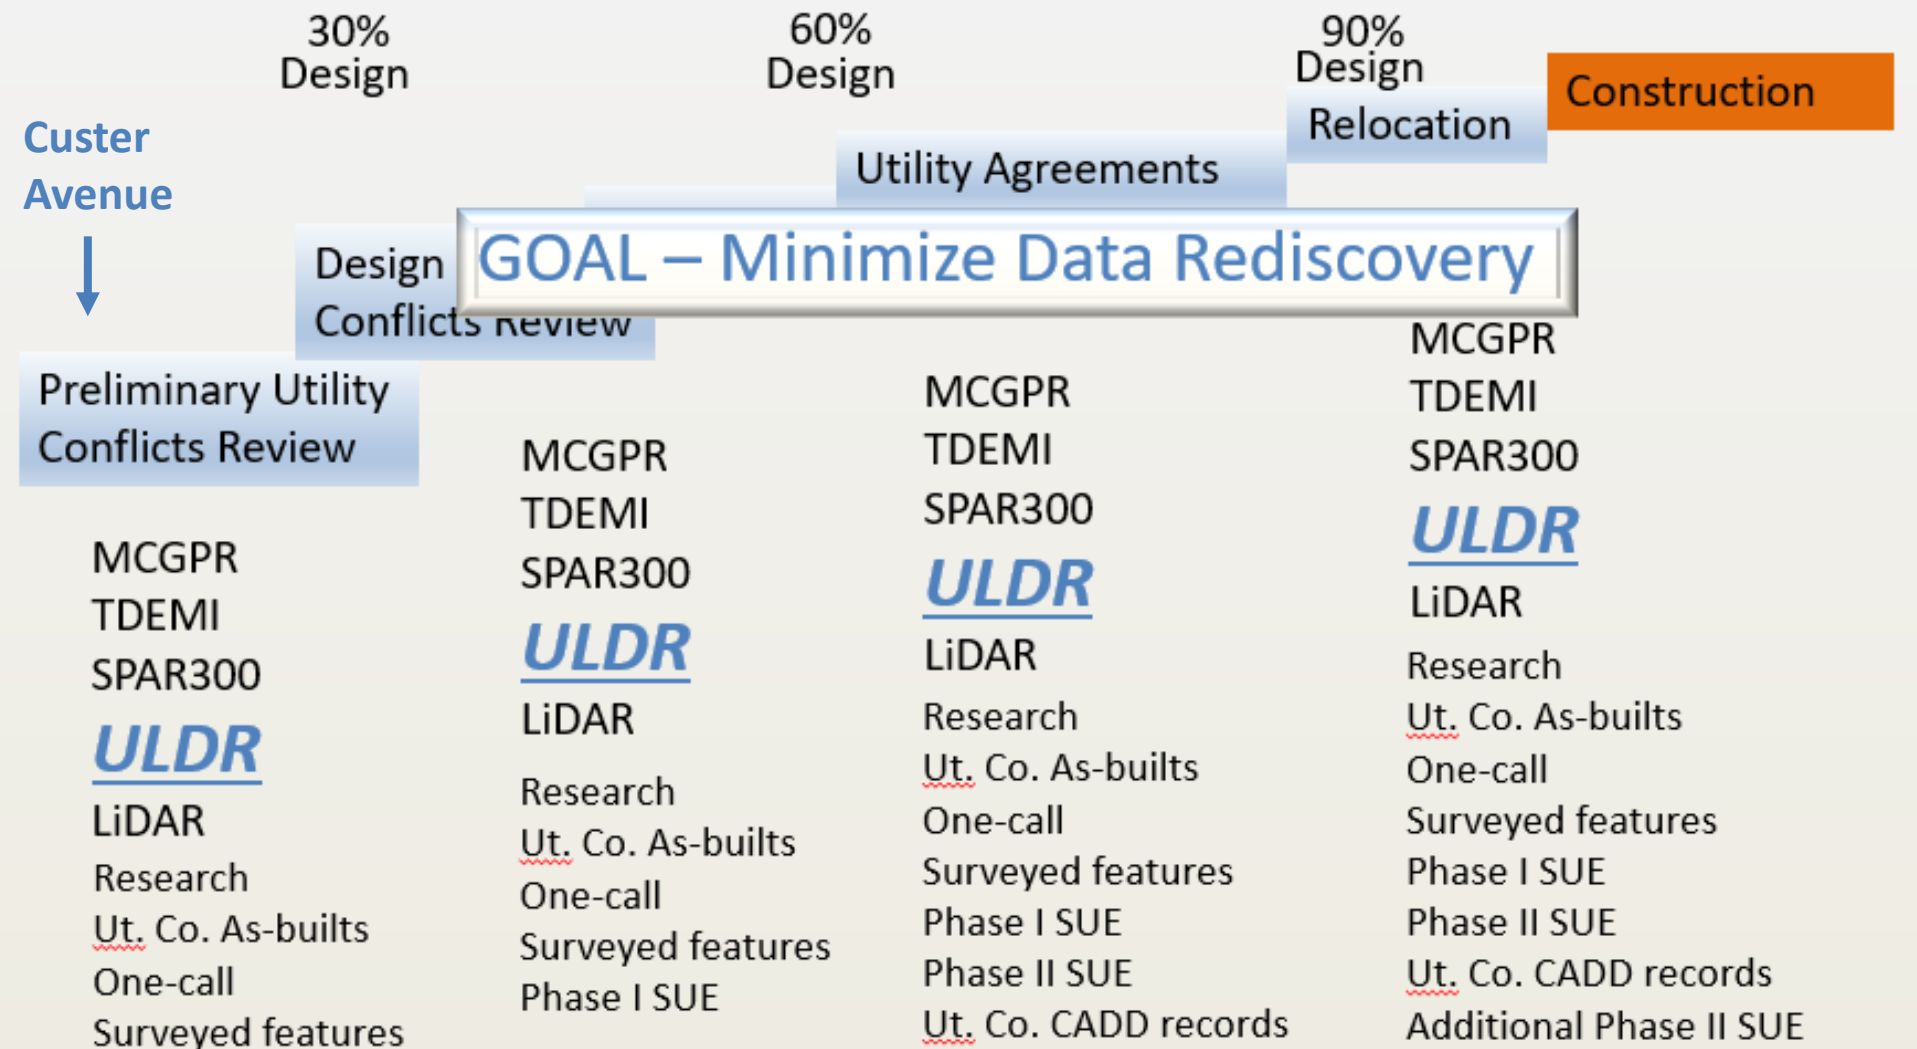 30%
Design
60%
Design
90%
Design
Construction
Relocation
Custer
Avenue
Utility Agreements
GOAL – Minimize Data Rediscovery
Design
Conflicts Review
Preliminary Utility
Conflicts Review
MCGPR
TDEMI
SPAR300
ULDR
LiDAR
Research
Ut. Co. As-builts
One-call
Surveyed features
MCGPR
TDEMI
SPAR300
ULDR
LiDAR
Research
Ut. Co. As-builts
One-call
Surveyed features
Phase I SUE
MCGPR
TDEMI
SPAR300
ULDR
LiDAR
Research
Ut. Co. As-builts
One-call
Surveyed features
Phase I SUE
Phase II SUE
Ut. Co. CADD records
MCGPR
TDEMI
SPAR300
ULDR
LiDAR
Research
Ut. Co. As-builts
One-call
Surveyed features
Phase I SUE
Phase II SUE
Ut. Co. CADD records
Additional Phase II SUE